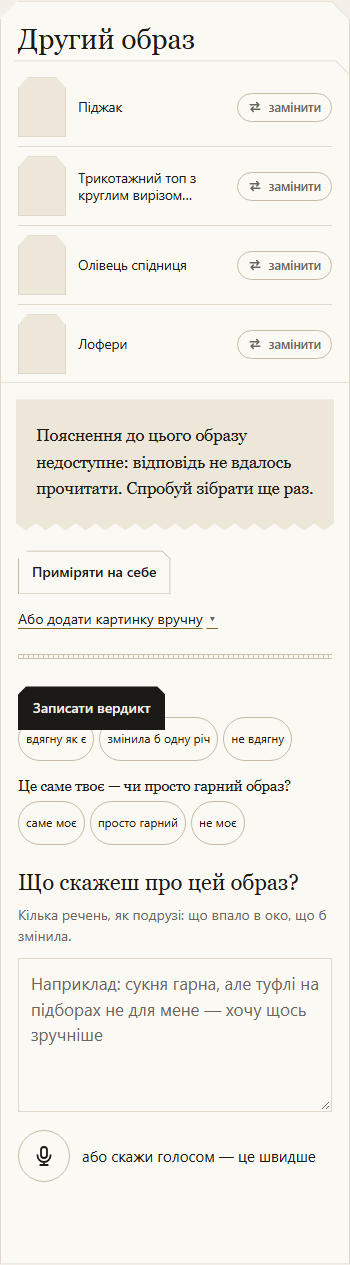 Другий образ
Піджак
замінити
Трикотажний топ з
круглим вирізом...
замінити
Олівець спідниця
замінити
Лофери
замінити
Пояснення до цього образу
недоступне: відповідь не вдалось
прочитати. Спробуй зібрати ще раз.
Приміряти на себе
Або додати картинку вручну
Записати вердикт
вдягну як є
змінила б одну річ
не вдягну
Це саме твоє — чи просто гарний образ?
саме моє
просто гарний
не моє
Що скажеш про цей образ?
Кілька речень, як подрузі: що впало в око, що б
змінила.
Наприклад: сукня гарна, але туфлі на
підборах не для мене — хочу щось
зручніше
або скажи голосом — це швидше